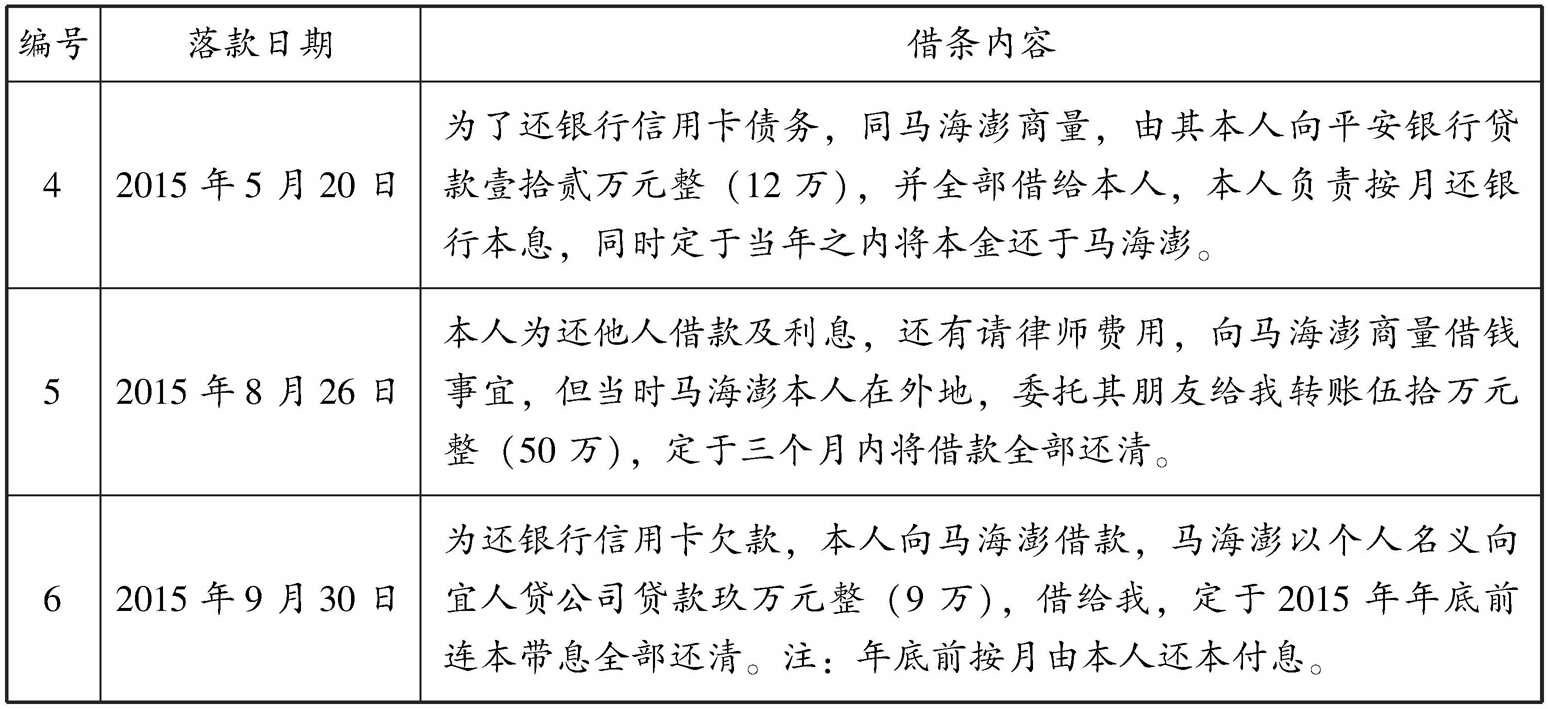 编号 落款日期 借条内容
为了还银行信用卡债务，同马海澎商量，由其本人向平安银行贷
4 2015年5月20日 款壹拾贰万元整（12万），并全部借给本人，本人负责按月还银
行本息，同时定于当年之内将本金还于马海澎。
本人为还他人借款及利息，还有请律师费用，向马海澎商量借钱
5 2015年8月26日 事宜，但当时马海澎本人在外地，委托其朋友给我转账伍拾万元
整（50万），定于三个月内将借款全部还清。
为还银行信用卡欠款，本人向马海澎借款，马海澎以个人名义向
6 2015年9月30日 宜人贷公司贷款玖万元整（9万），借给我，定于2015年年底前
连本带息全部还清。注：年底前按月由本人还本付息。